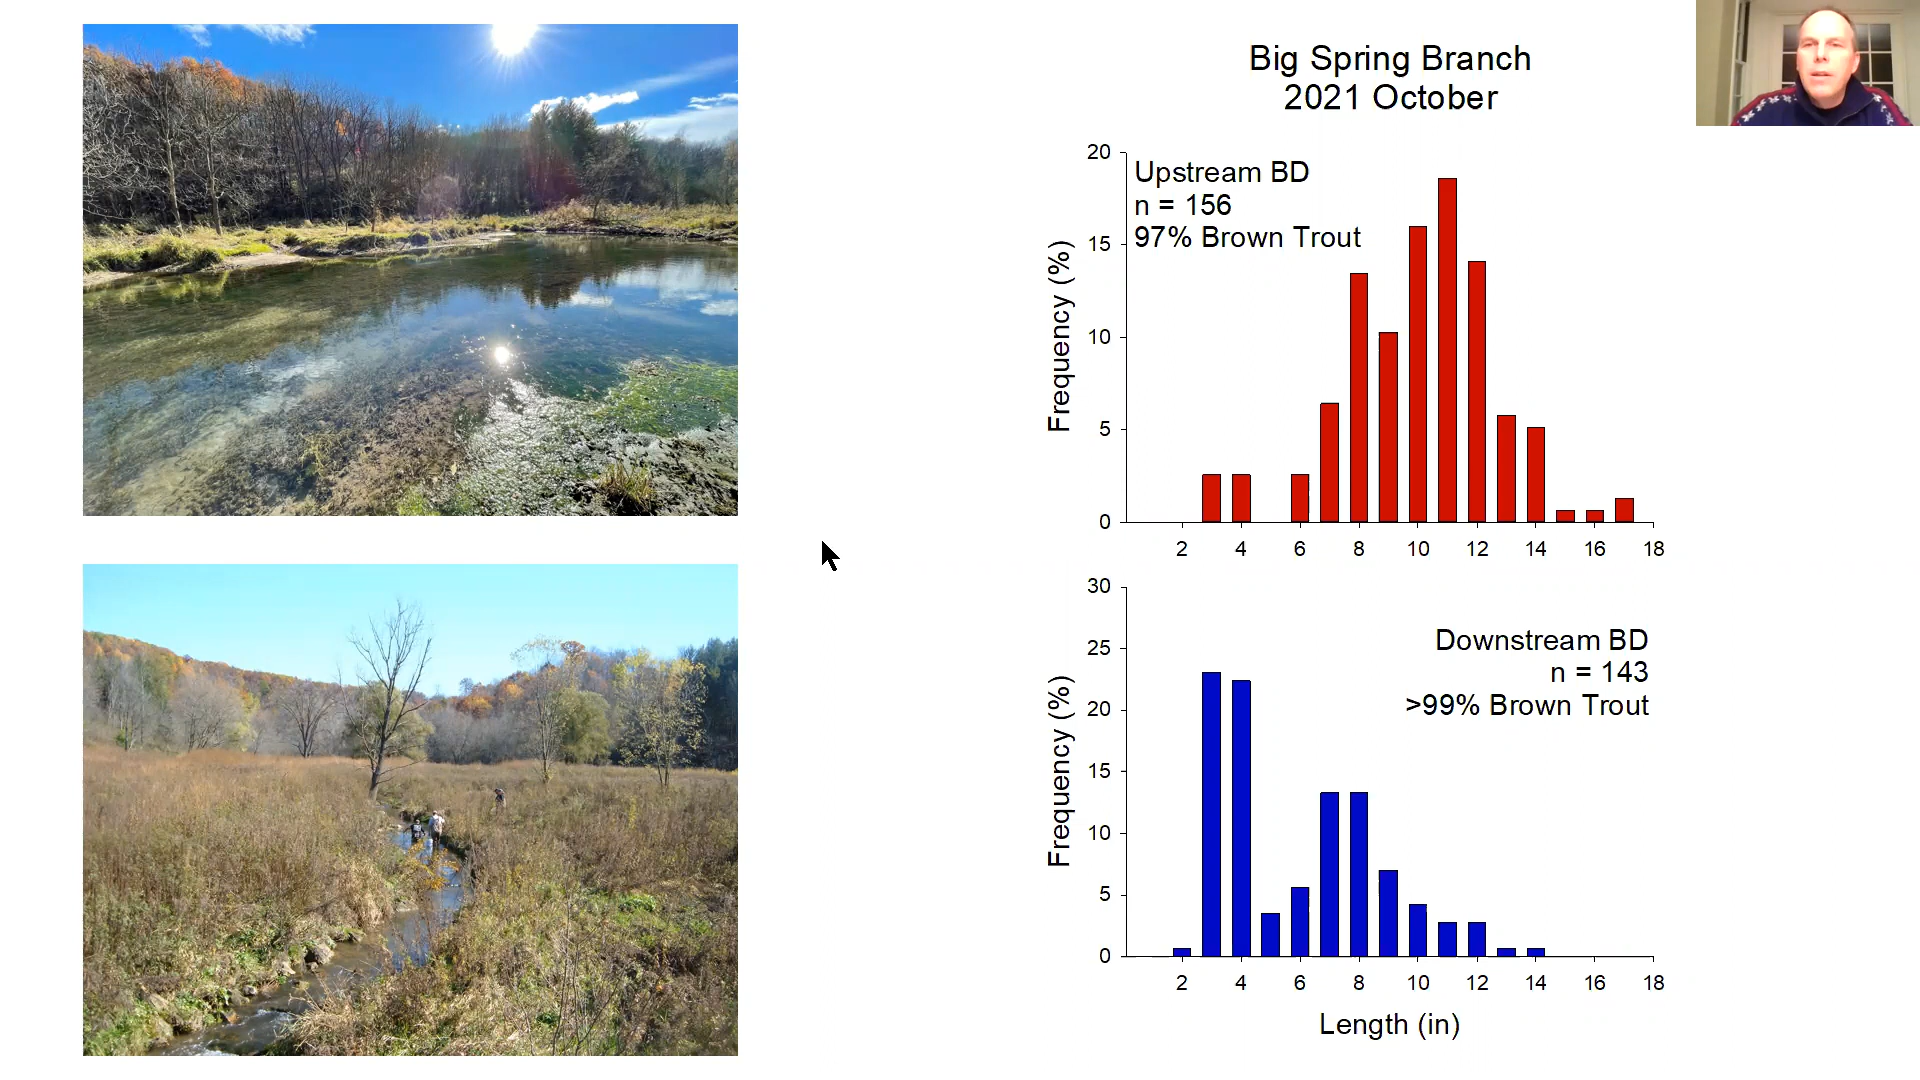 Big Spring Branch
2021 October
Upstream BD
n = 156
97% Brown Trout
Frequency (%)
20
15
10
5
0
2 4 6 8 10 12 14 16 18
Downstream BD
n = 143
>99% Brown Trout
Frequency (%)
30
25
20
15
10
5
0
2 4 6 8 10 12 14 16 18
Length (in)